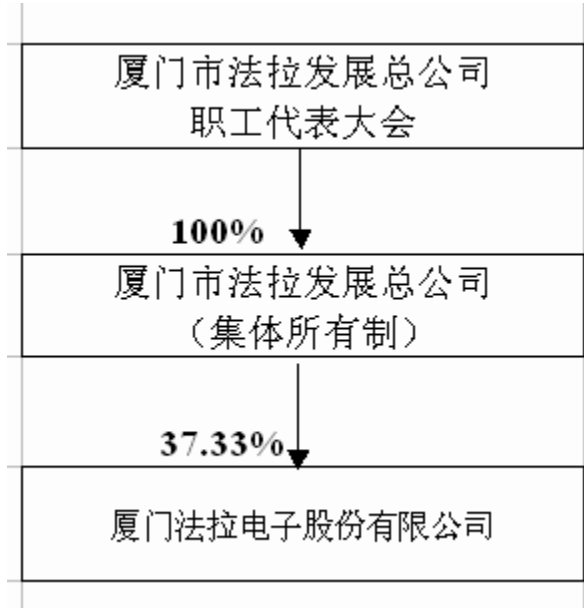 厦门市法拉发展总公司
职工代表大会
100%
厦门市法拉发展总公司
（集体所有制）
37.33%
厦门法拉电子股份有限公司